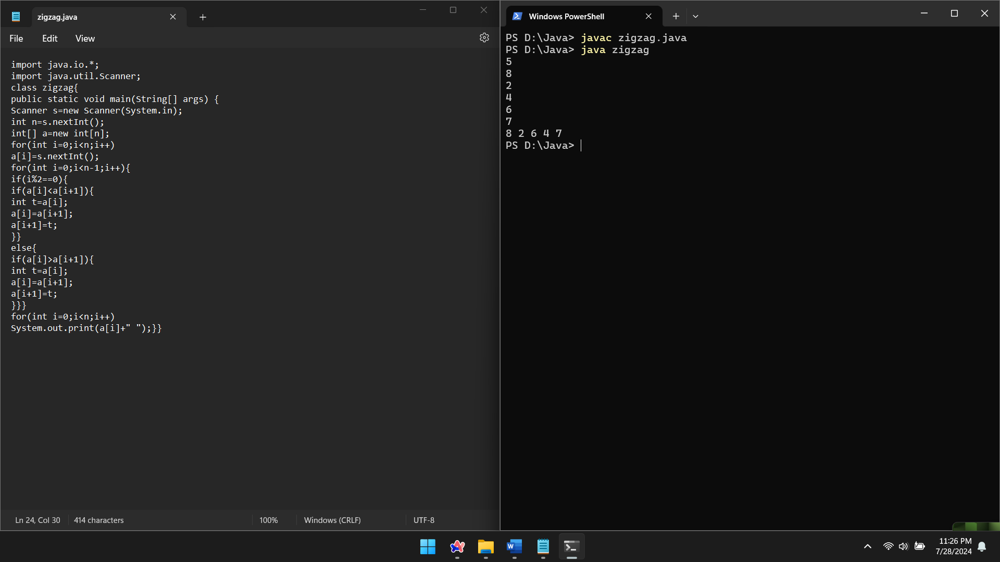 zigzag.java
File Edit View
import java.io.*;
import java.util.Scanner;
class zigzag{
public static void main(String[] args) {
Scanner s=new Scanner(System.in);
int n=s.nextInt();
int[] a=new int[n];
for(int i=0;i<n;i++)
a[i]=s.nextInt();
for(int i=0;i<n-1;i++){
if(i%2==0){
if(a[i]<a[i+1]){
int t=a[i];
a[i]=a[i+1];
a[i+1]=t;
}}
else{
if(a[i]>a[i+1]){
int t=a[i];
a[i]=a[i+1];
a[i+1]=t;
}}}
for(int i=0;i<n;i++)
System.out.print(a[i]+" ");}}
Ln 24, Col 30 414 characters 100% Windows (CRLF) UTF-8
Windows PowerShell
PS D:\Java> javac zigzag.java
PS D:\Java> java zigzag
5
8
2
4
6
7
8 2 6 4 7
PS D:\Java>
W
11:26 PM
7/28/2024